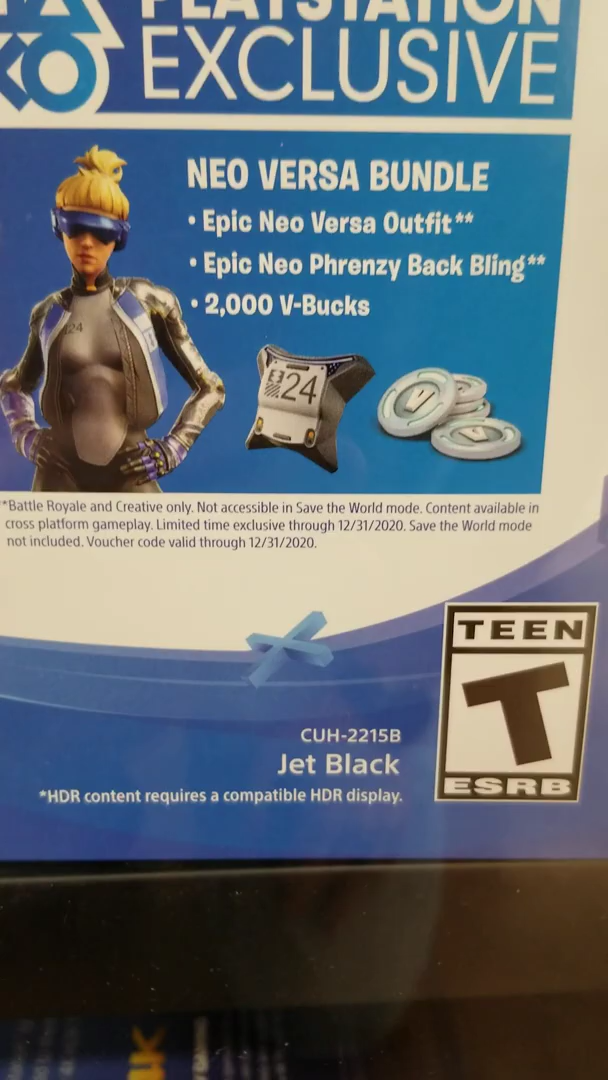 PLAYSTATION
EXCLUSIVE
NEO VERSA BUNDLE
• Epic Neo Versa Outfit**
• Epic Neo Phrenzy Back Bling**
• 2,000 V-Bucks
24
24
**Battle Royale and Creative only. Not accessible in Save the World mode. Content available in
cross platform gameplay. Limited time exclusive through 12/31/2020. Save the World mode
not included. Voucher code valid through 12/31/2020.
TEEN
T
ESRB
CUH-2215B
Jet Black
*HDR content requires a compatible HDR display.